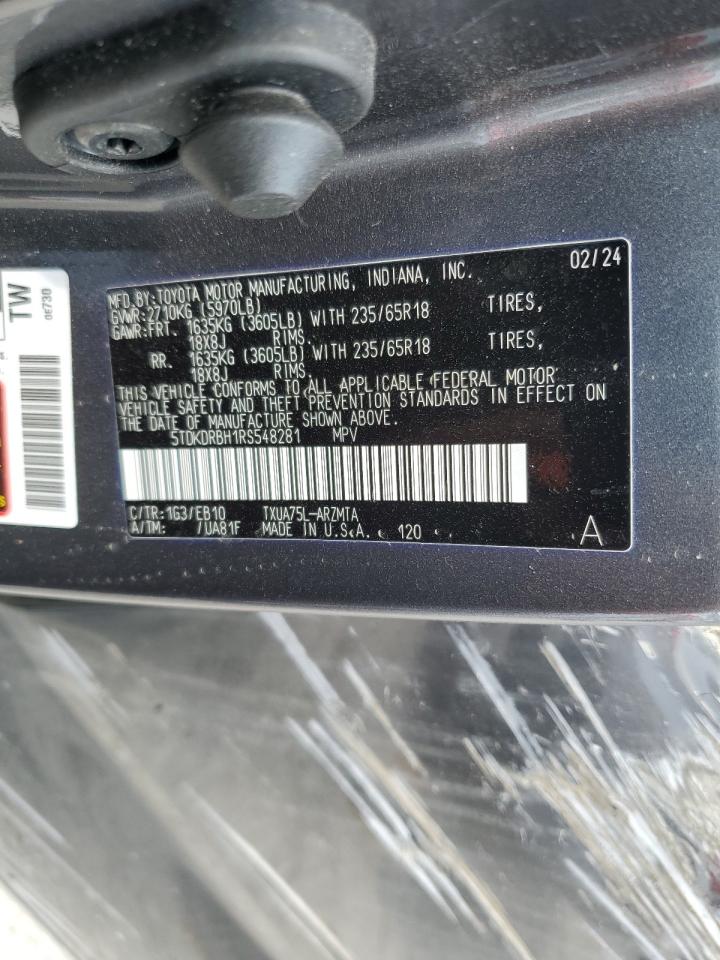 MFD.BY:TOYOTA MOTOR MANUFACTURING, INDIANA, INC. 02/24
GVWR:2710KG (5970LB)
GAWR:FRT. 1635KG (3605LB) WITH 235/65R18 TIRES,
18X8J RIMS.
RR. 1635KG (3605LB) WITH 235/65R18 TIRES,
18X8J RIMS.
THIS VEHICLE CONFORMS TO ALL APPLICABLE FEDERAL MOTOR
VEHICLE SAFETY AND THEFT PREVENTION STANDARDS IN EFFECT ON
THE DATE OF MANUFACTURE SHOWN ABOVE.
5TDKDRBH1RS548281 MPV
C/TR:1G3/EB10 TXUA75L-ARZMTA
A/TM: /UA81F MADE IN U.S.A. 120 A
TW
0E730